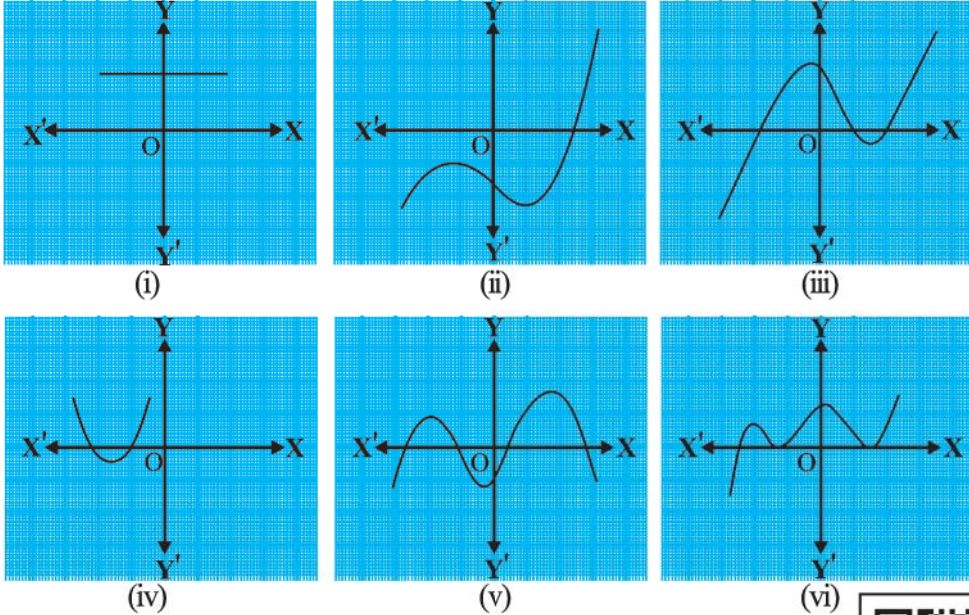 Y Y Y
X' X X' X X' X
O O O
Y' Y' Y'
(i) (ii) (iii)
Y Y Y
X' X X' X X' X
O O O
Y' Y' Y'
(iv) (v) (vi)